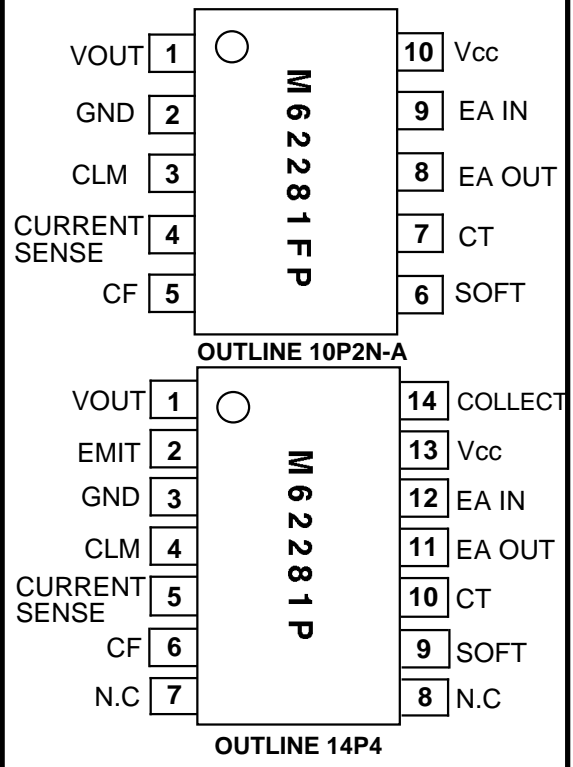 VOUT 1
GND 2
CLM 3
CURRENT
SENSE 4
CF 5
M62281FP
10 Vcc
9 EA IN
8 EA OUT
7 CT
6 SOFT
OUTLINE 10P2N-A
VOUT 1
EMIT 2
GND 3
CLM 4
CURRENT
SENSE 5
CF 6
N.C 7
M62281P
14 COLLECT
13 Vcc
12 EA IN
11 EA OUT
10 CT
9 SOFT
8 N.C
OUTLINE 14P4